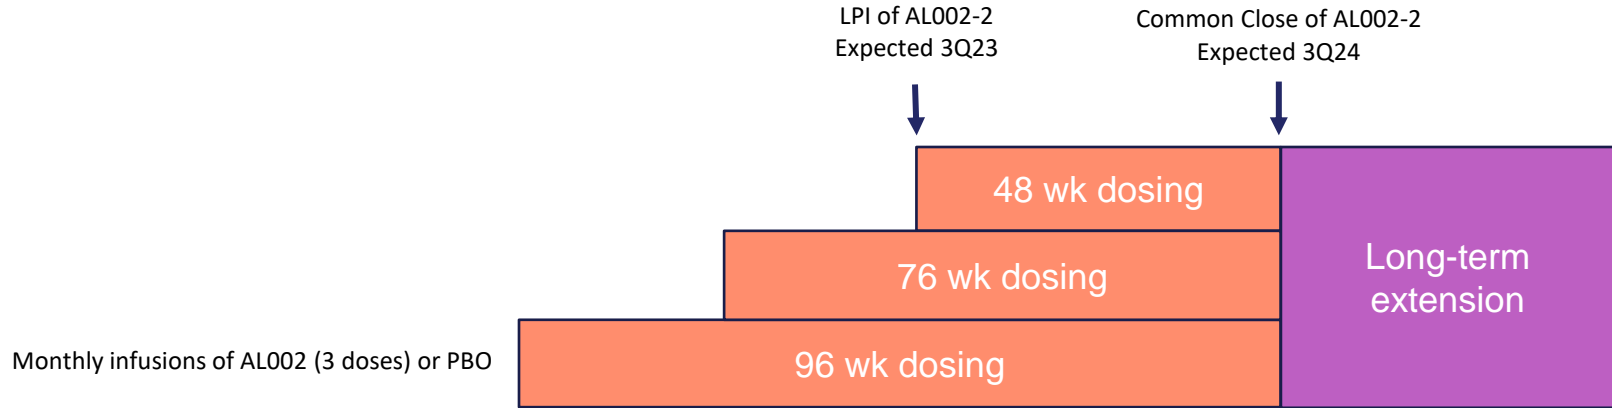 LPI of AL002-2
Expected 3Q23
Common Close of AL002-2
Expected 3Q24
48 wk dosing
76 wk dosing
Long-term
extension
Monthly infusions of AL002 (3 doses) or PBO
96 wk dosing